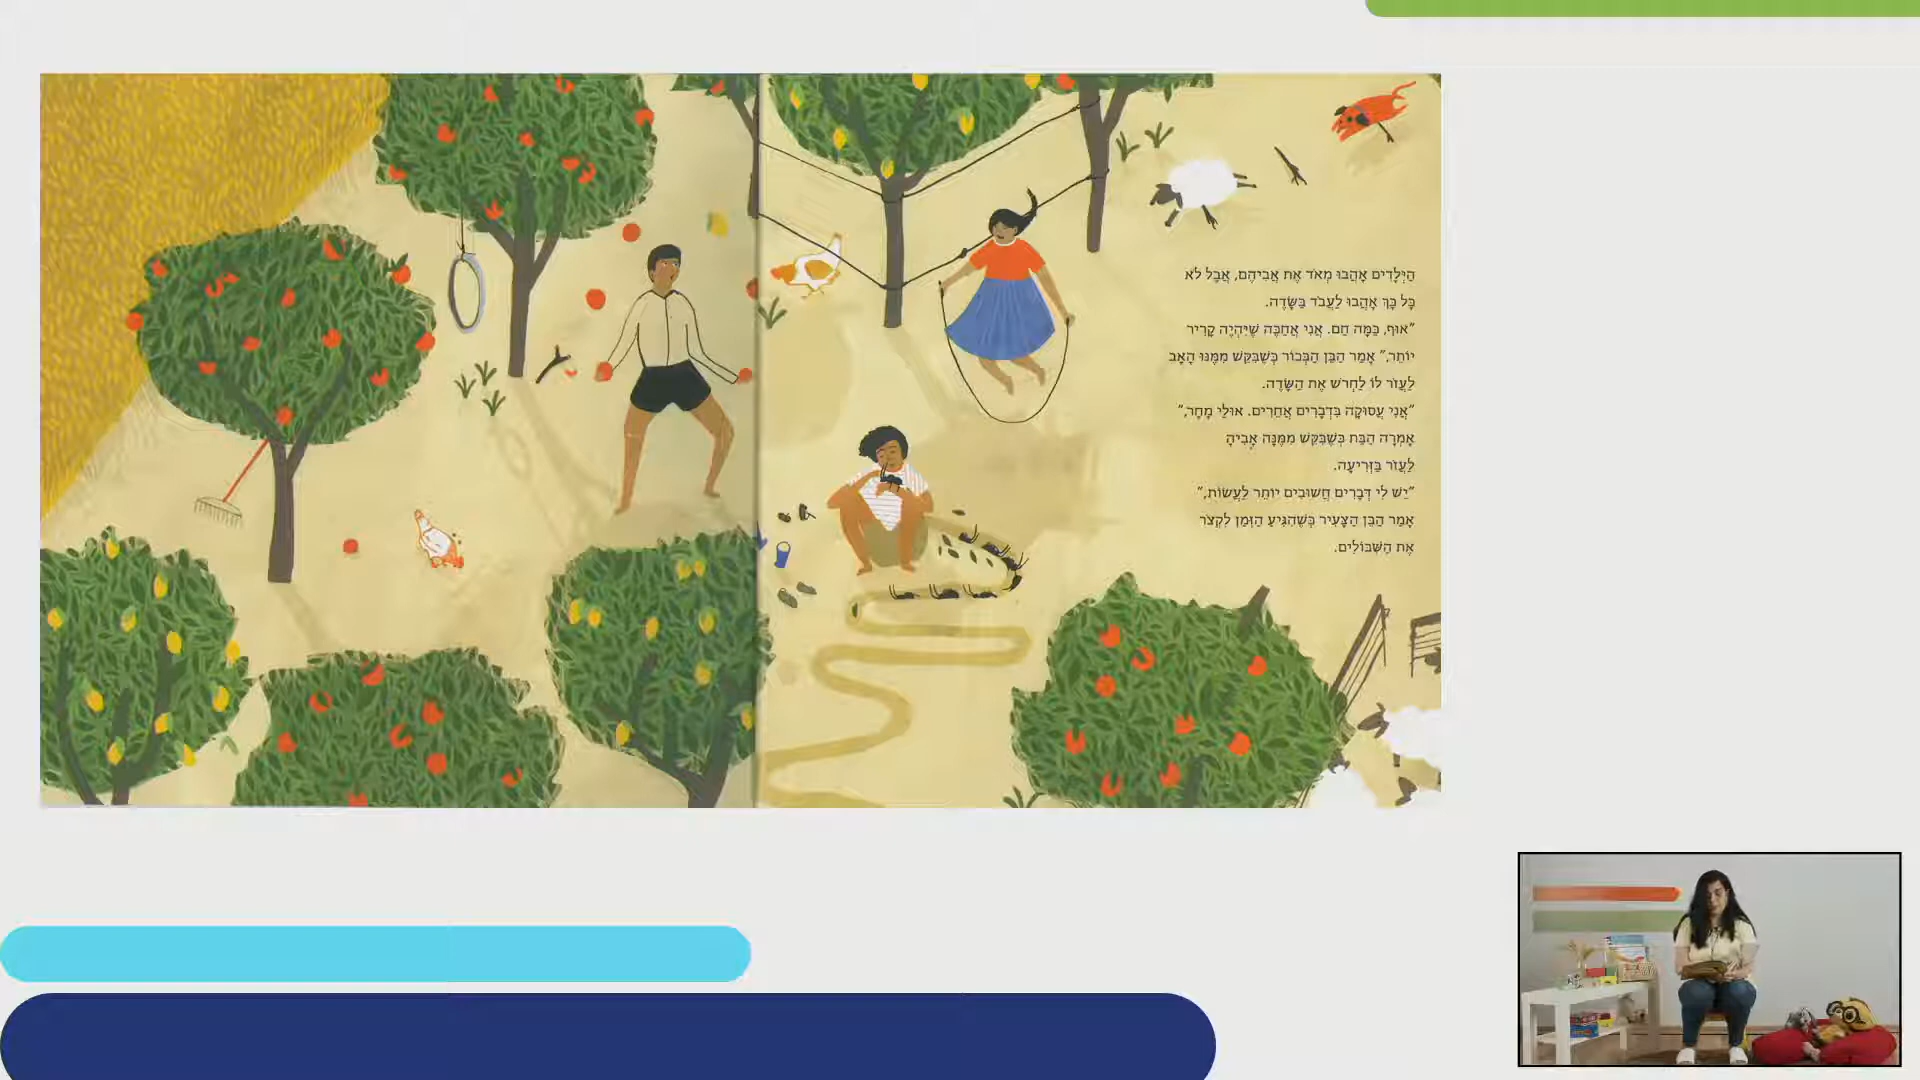 הַיְּלָדִים אָהֲבוּ מְאֹד אֶת אֲבִיהֶם, אֲבָל לֹא
כָּל כָּךְ אָהֲבוּ לַעֲבֹד בַּשָּׂדֶה.
"אוּף, כַּמָּה חַם. אֲנִי אֲחַכֶּה שֶׁיִּהְיֶה קָרִיר
יוֹתֵר," אָמַר הַבֵּן הַבְּכוֹר כְּשֶׁבִּקֵּשׁ מִמֶּנּוּ הָאָב
לַעֲזֹר לוֹ לַחֲרֹשׁ אֶת הַשָּׂדֶה.
"אֲנִי עֲסוּקָה בִּדְבָרִים אֲחֵרִים. אוּלַי מָחָר,"
אָמְרָה הַבַּת כְּשֶׁבִּקֵּשׁ מִמֶּנָּה אָבִיהָ
לַעֲזֹר בַּזְּרִיעָה.
"יֵשׁ לִי דְּבָרִים חֲשׁוּבִים יוֹתֵר לַעֲשׂוֹת,"
אָמַר הַבֵּן הַצָּעִיר כְּשֶׁהִגִּיעַ הַזְּמַן לִקְצֹר
אֶת הַשִּׁבּוֹלִים.